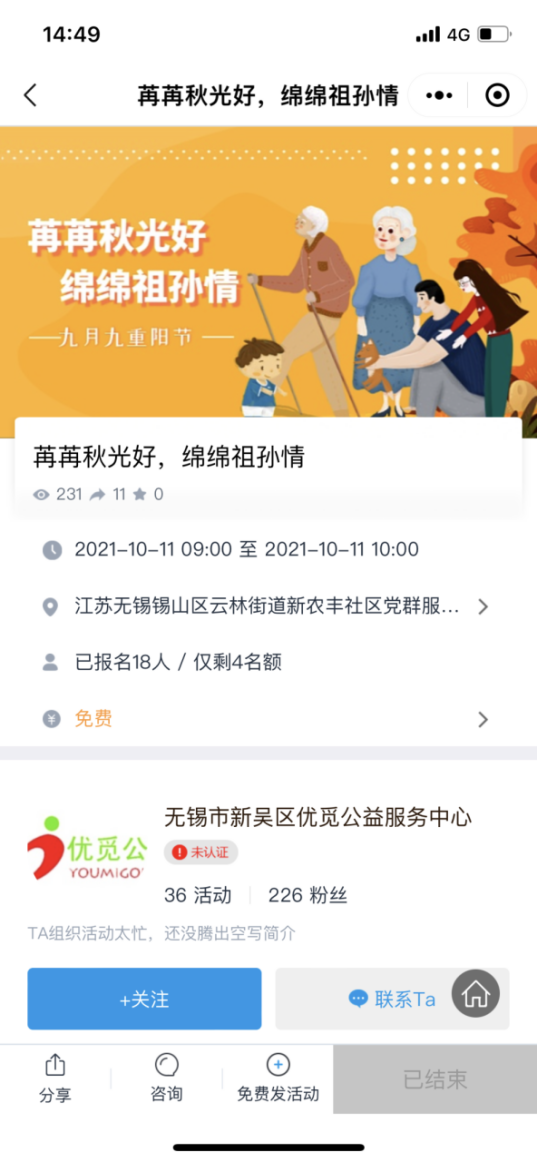 14:49
4G
苒苒秋光好，绵绵祖孙情
苒苒秋光好
绵绵祖孙情
九月九重阳节
苒苒秋光好，绵绵祖孙情
231 11 0
2021-10-11 09:00 至 2021-10-11 10:00
江苏无锡锡山区云林街道新农丰社区党群服...
已报名18人 / 仅剩4名额
¥ 免费
无锡市新吴区优觅公益服务中心
优觅公
YOUMIGO
! 未认证
36 活动 226 粉丝
TA组织活动太忙，还没腾出空写简介
+关注
联系Ta
分享
咨询
免费发活动
已结束